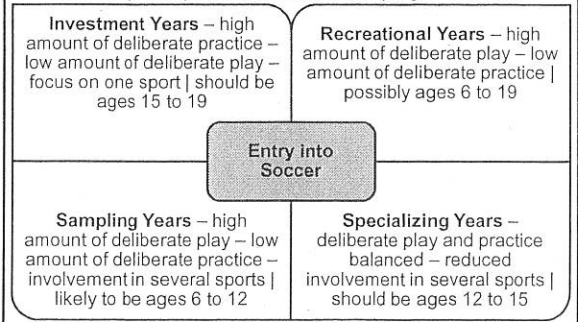 Investment Years – high
amount of deliberate practice –
low amount of deliberate play –
focus on one sport | should be
ages 15 to 19
Recreational Years – high
amount of deliberate play – low
amount of deliberate practice |
possibly ages 6 to 19
Entry into
Soccer
Sampling Years – high
amount of deliberate play – low
amount of deliberate practice –
involvement in several sports |
likely to be ages 6 to 12
Specializing Years –
deliberate play and practice
balanced – reduced
involvement in several sports |
should be ages 12 to 15